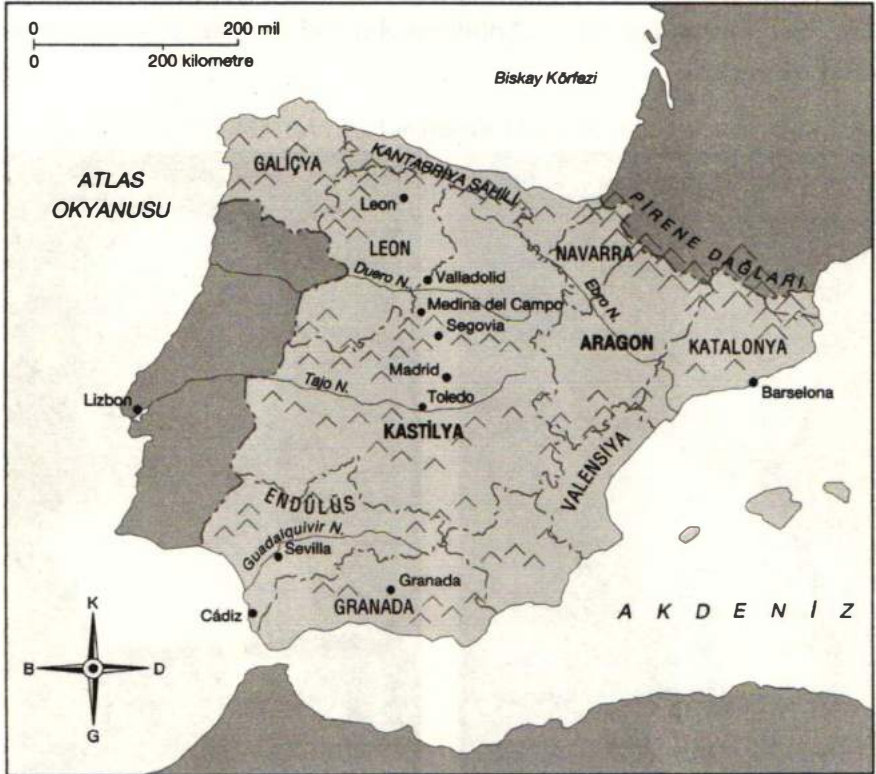 0 200 mil
0 200 kilometre
Biskay Körfezi
ATLAS
OKYANUSU
GALİÇYA
KANTABRİYA SAHİLİ
Leon
LEON
NAVARRA
PİRENE DAĞLARI
Duero N.
Valladolid
Ebro N.
Medina del Campo
Segovia
ARAGON
KATALONYA
Madrid
Barselona
Lizbon
Tajo N.
Toledo
KASTİLYA
VALENSİYA
ENDÜLÜS
Guadalquivir N.
Sevilla
Granada
GRANADA
Cádiz
AKDENİZ
K
B D
G